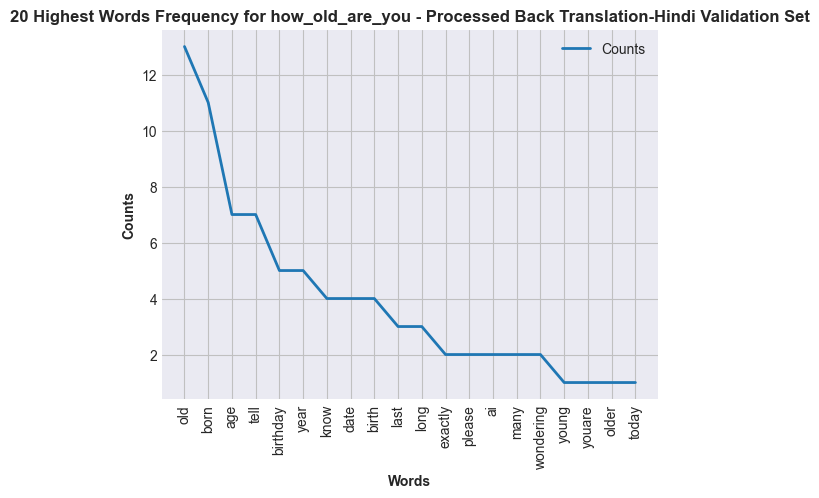 20 Highest Words Frequency for how_old_are_you - Processed Back Translation-Hindi Validation Set
Counts
12
10
8
6
4
2
Counts
old
born
age
tell
birthday
year
know
date
birth
last
long
exactly
please
ai
many
wondering
young
youare
older
today
Words